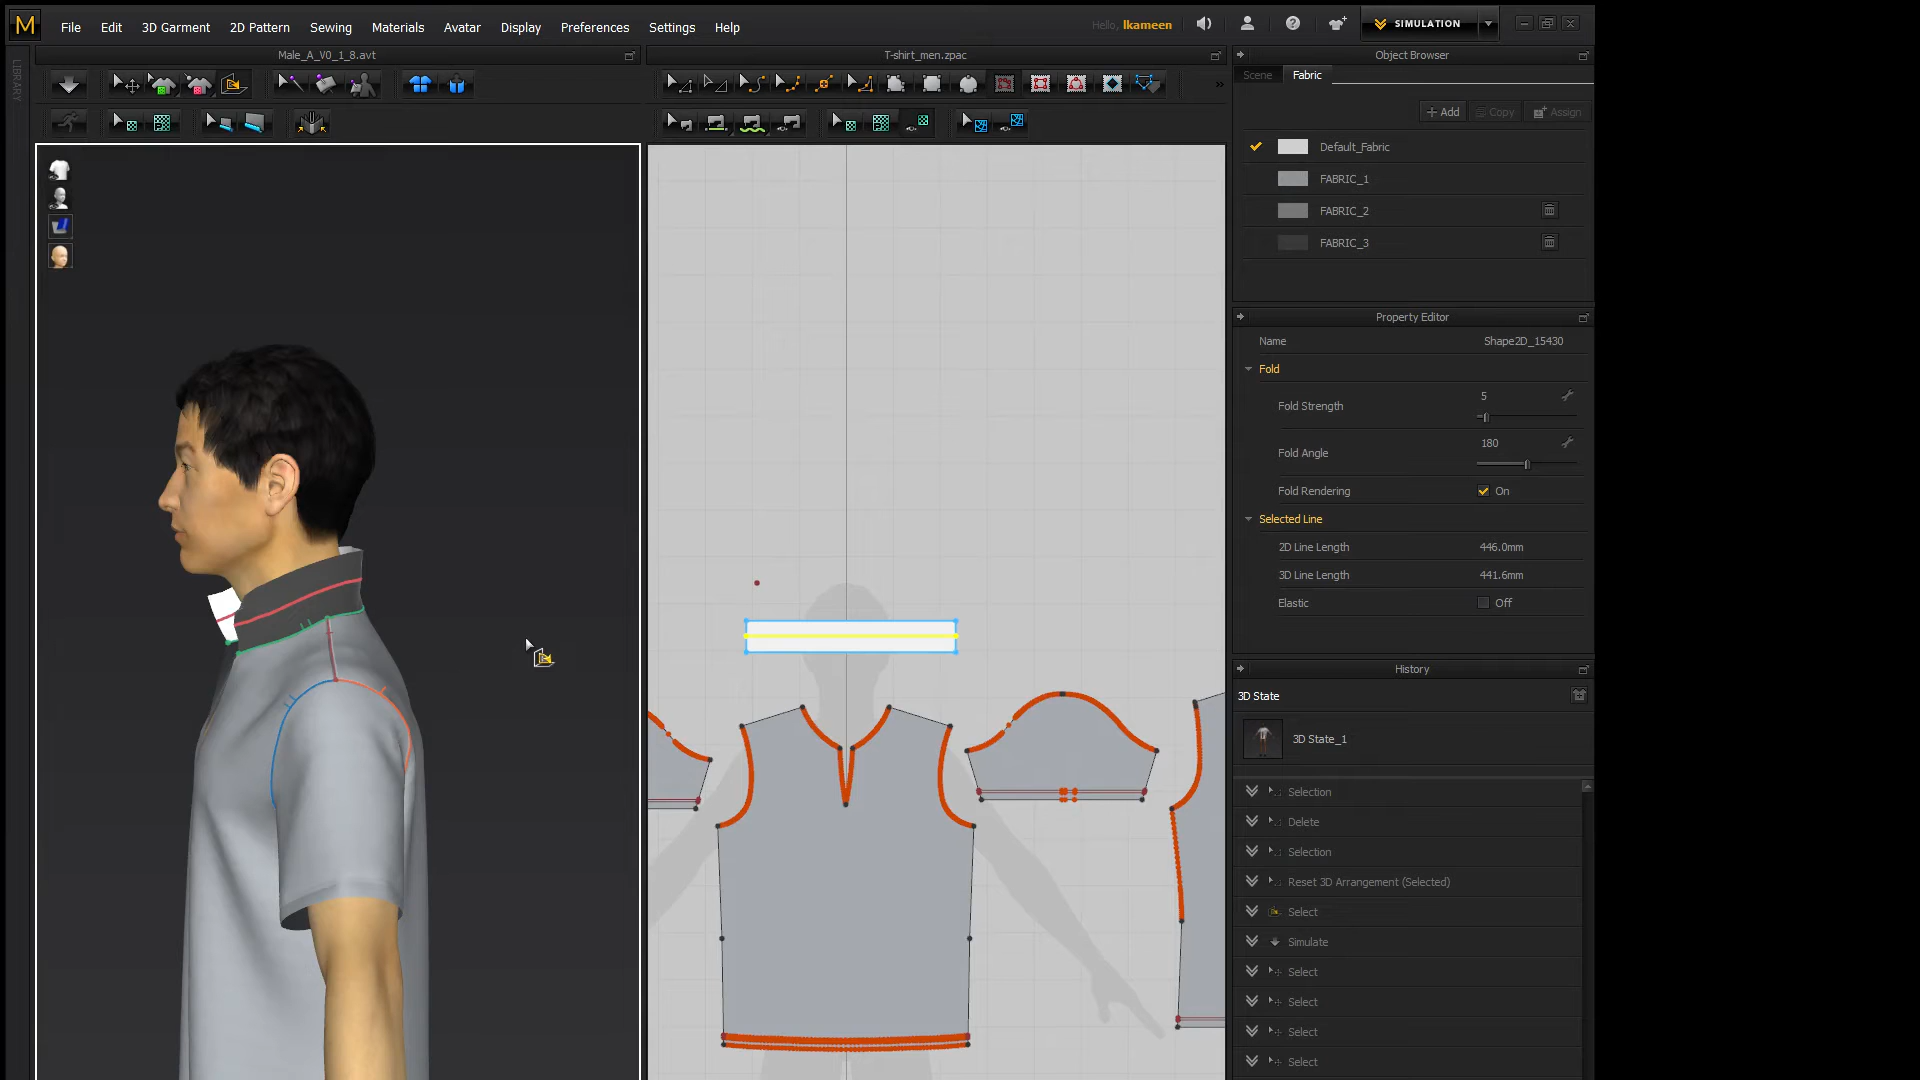 M File Edit 3D Garment 2D Pattern Sewing Materials Avatar Display Preferences Settings Help
Hello, lkameen
SIMULATION
LIBRARY
Male_A_V0_1_8.avt
T-shirt_men.zpac
Object Browser
Scene Fabric
+ Add Copy Assign
Default_Fabric
FABRIC_1
FABRIC_2
FABRIC_3
Property Editor
Name Shape2D_15430
Fold
Fold Strength 5
Fold Angle 180
Fold Rendering On
Selected Line
2D Line Length 446.0mm
3D Line Length 441.6mm
Elastic Off
History
3D State
3D State_1
Selection
Delete
Selection
Reset 3D Arrangement (Selected)
Select
Simulate
Select
Select
Select
Select